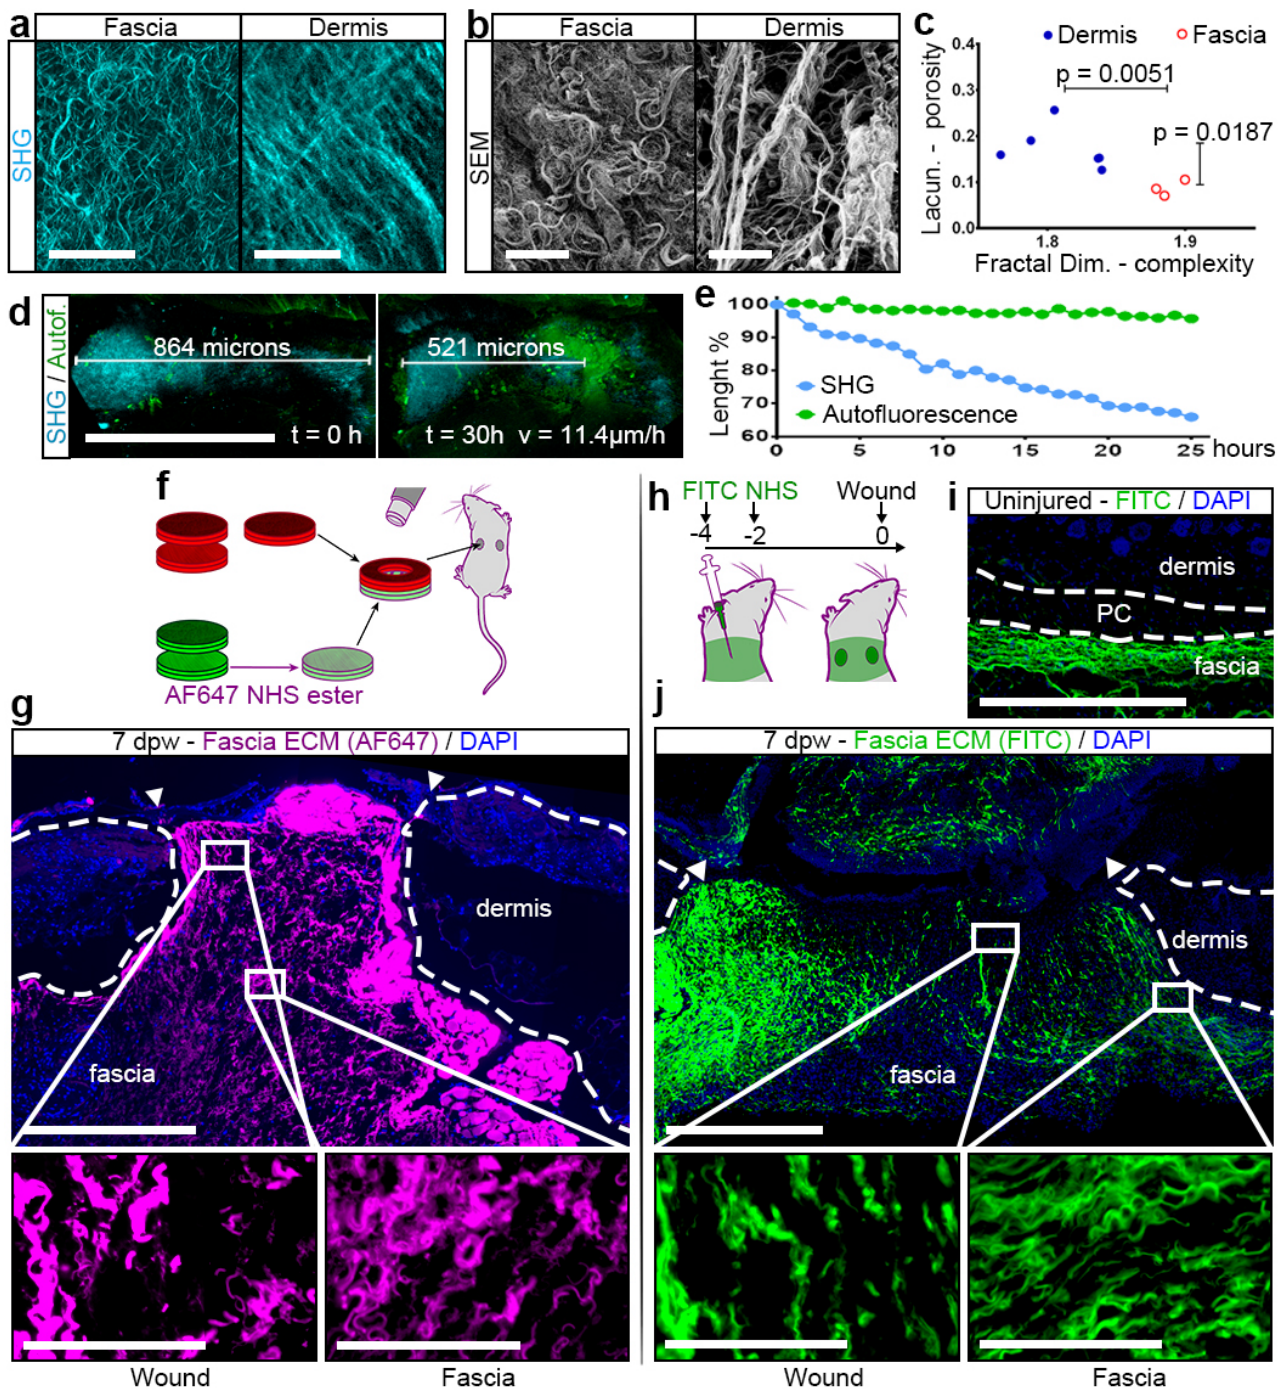 a
Fascia
Dermis
SHG
b
Fascia
Dermis
SEM
c
Dermis
Fascia
Lacun. - porosity
0.4
0.3
0.2
0.1
0.0
p = 0.0051
p = 0.0187
1.8
1.9
Fractal Dim. - complexity
d
SHG / Autof.
864 microns
t = 0 h
521 microns
t = 30h v = 11.4µm/h
e
Lenght %
100
90
80
70
60
SHG
Autofluorescence
0
5
10
15
20
25
hours
f
AF647 NHS ester
h
FITC NHS
Wound
-4
-2
0
i
Uninjured - FITC / DAPI
dermis
PC
fascia
g
7 dpw - Fascia ECM (AF647) / DAPI
dermis
fascia
Wound
Fascia
j
7 dpw - Fascia ECM (FITC) / DAPI
dermis
fascia
Wound
Fascia